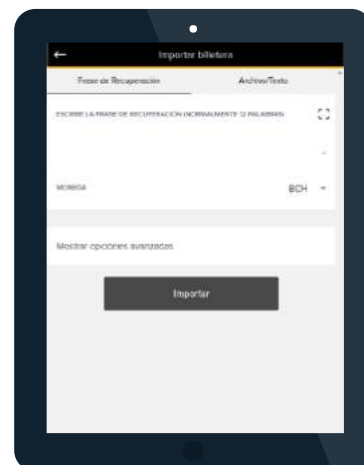 Importar billetera
Frase de Recuperación Archivo/Texto
ESCRIBE LA FRASE DE RECUPERACIÓN (NORMALMENTE 12 PALABRAS)
MONEDA BCH
Mostrar opciones avanzadas
Importar